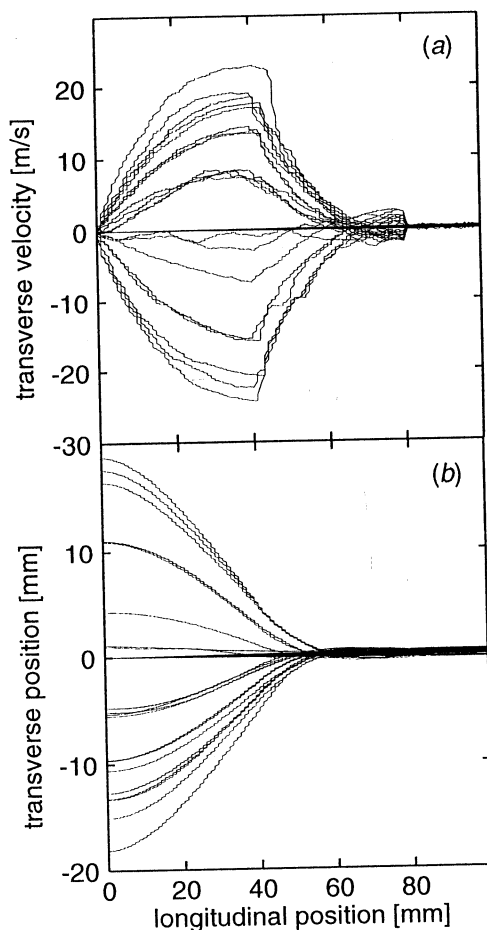 (a)
20
10
0
-10
-20
-30
transverse velocity [m/s]
(b)
10
0
-10
-20
transverse position [mm]
0 20 40 60 80
longitudinal position [mm]